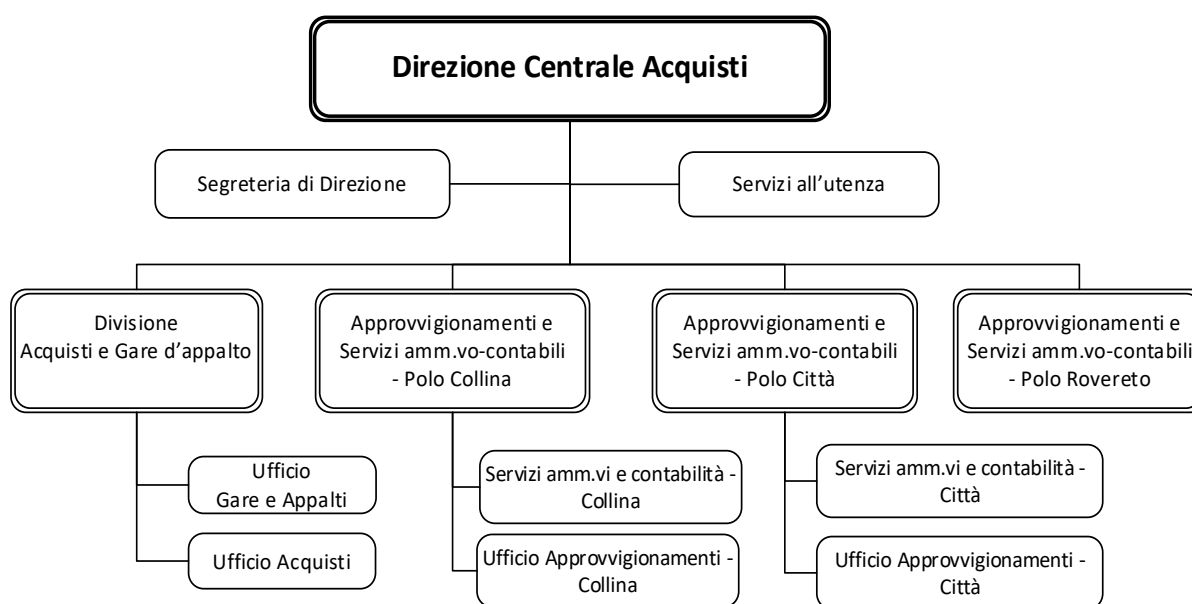 Direzione Centrale Acquisti
Segreteria di Direzione
Servizi all’utenza
Divisione
Acquisti e Gare d’appalto
Approvvigionamenti e
Servizi amm.vo-contabili
- Polo Collina
Approvvigionamenti e
Servizi amm.vo-contabili
- Polo Città
Approvvigionamenti e
Servizi amm.vo-contabili
- Polo Rovereto
Ufficio
Gare e Appalti
Ufficio Acquisti
Servizi amm.vi e contabilità -
Collina
Ufficio Approvvigionamenti -
Collina
Servizi amm.vi e contabilità -
Città
Ufficio Approvvigionamenti -
Città